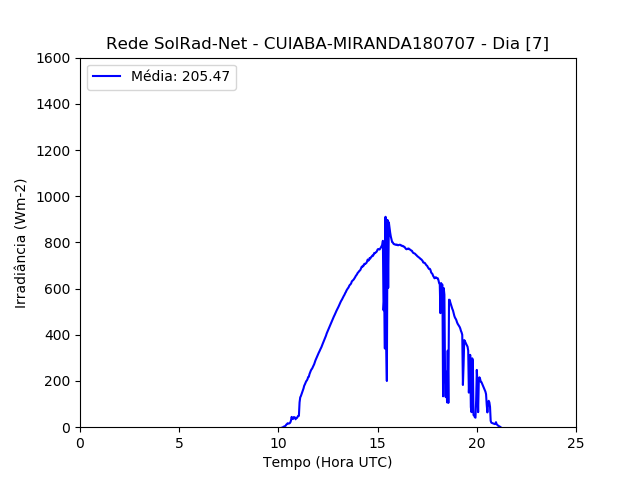 Rede SolRad-Net - CUIABA-MIRANDA180707 - Dia [7]
Média: 205.47
1600
1400
1200
1000
800
600
400
200
0
Irradiância (Wm-2)
0 5 10 15 20 25
Tempo (Hora UTC)